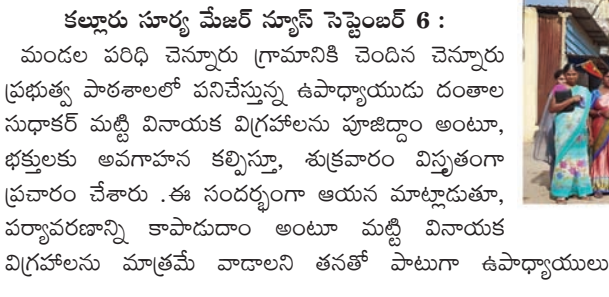 కల్లూరు సూర్య మేజర్ న్యూస్ సెప్టెంబర్ 6 :
మండల పరిధి చెన్నూరు గ్రామానికి చెందిన చెన్నూరు
ప్రభుత్వ పాఠశాలలో పనిచేస్తున్న ఉపాధ్యాయుడు దంతాల
సుధాకర్ మట్టి వినాయక విగ్రహాలను పూజిద్దాం అంటూ,
భక్తులకు అవగాహన కల్పిస్తూ, శుక్రవారం విస్తృతంగా
ప్రచారం చేశారు .ఈ సందర్భంగా ఆయన మాట్లాడుతూ,
పర్యావరణాన్ని కాపాడుదాం అంటూ మట్టి వినాయక
విగ్రహాలను మాత్రమే వాడాలని తనతో పాటుగా ఉపాధ్యాయులు